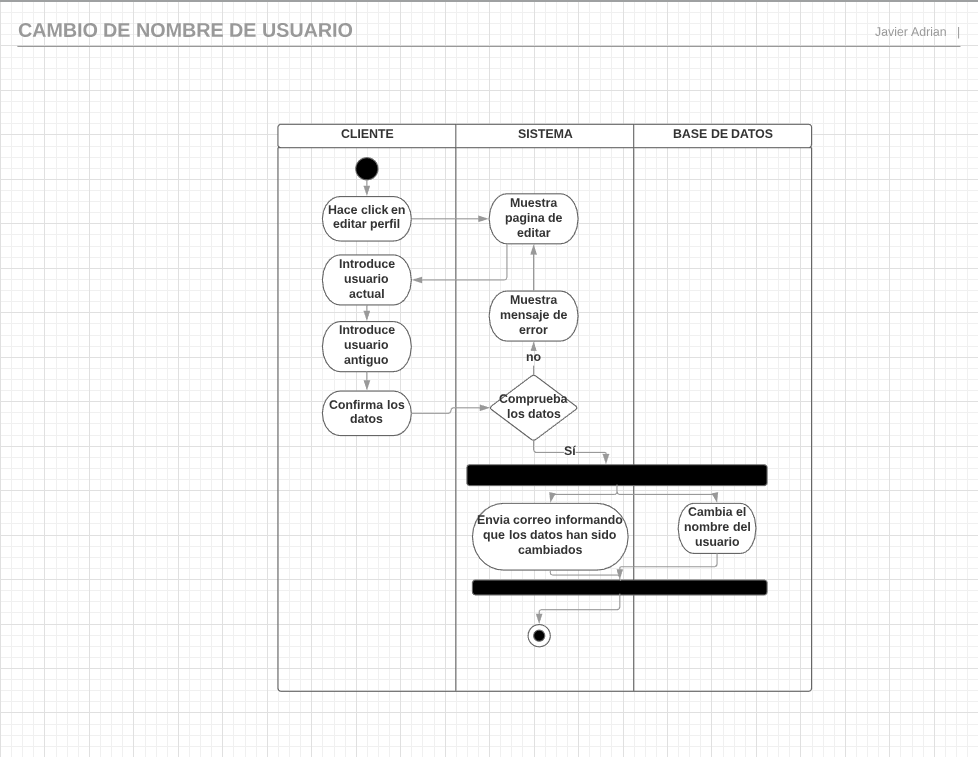 CAMBIO DE NOMBRE DE USUARIO
Javier Adrian |
CLIENTE
SISTEMA
BASE DE DATOS
Hace click en
editar perfil
Muestra
pagina de
editar
Introduce
usuario
actual
Muestra
mensaje de
error
Introduce
usuario
antiguo
no
Confirma los
datos
Comprueba
los datos
Sí
Envia correo informando
que los datos han sido
cambiados
Cambia el
nombre del
usuario